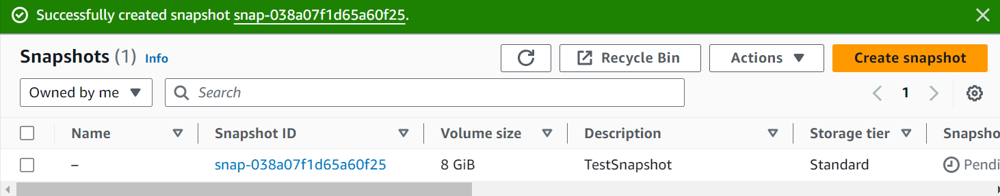 Successfully created snapshot snap-038a07f1d65a60f25.
Snapshots (1) Info Recycle Bin Actions Create snapshot
Owned by me Search 1
Name Snapshot ID Volume size Description Storage tier Snapsho
– snap-038a07f1d65a60f25 8 GiB TestSnapshot Standard Pendi